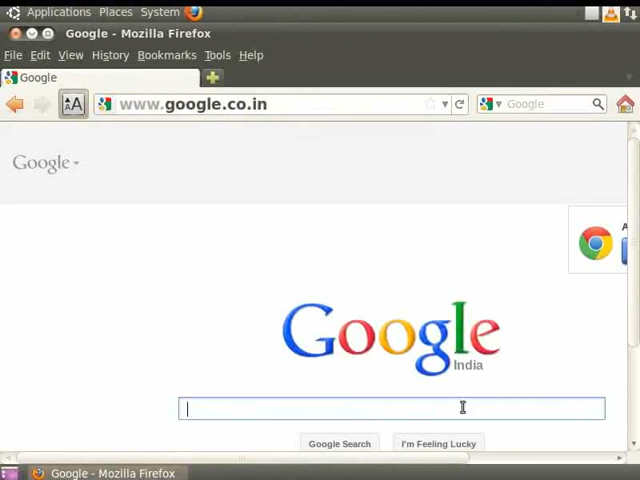 Applications Places System
Google - Mozilla Firefox
File Edit View History Bookmarks Tools Help
Google
AA www.google.co.in Google
Google
A
Google
India
Google Search I'm Feeling Lucky
Google - Mozilla Firefox